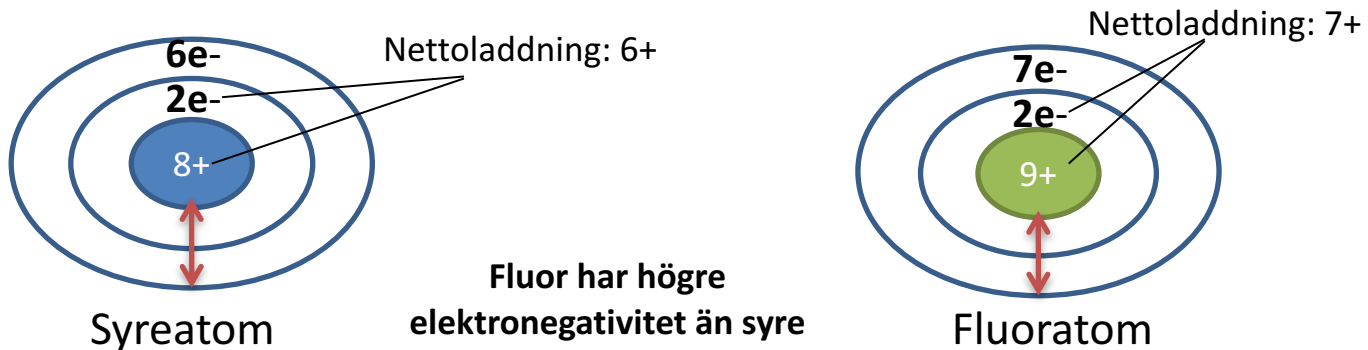 Nettoladdning: 6+
6e-
2e-
8+
Syreatom
Fluor har högre
elektronegativitet än syre
Nettoladdning: 7+
7e-
2e-
9+
Fluoratom